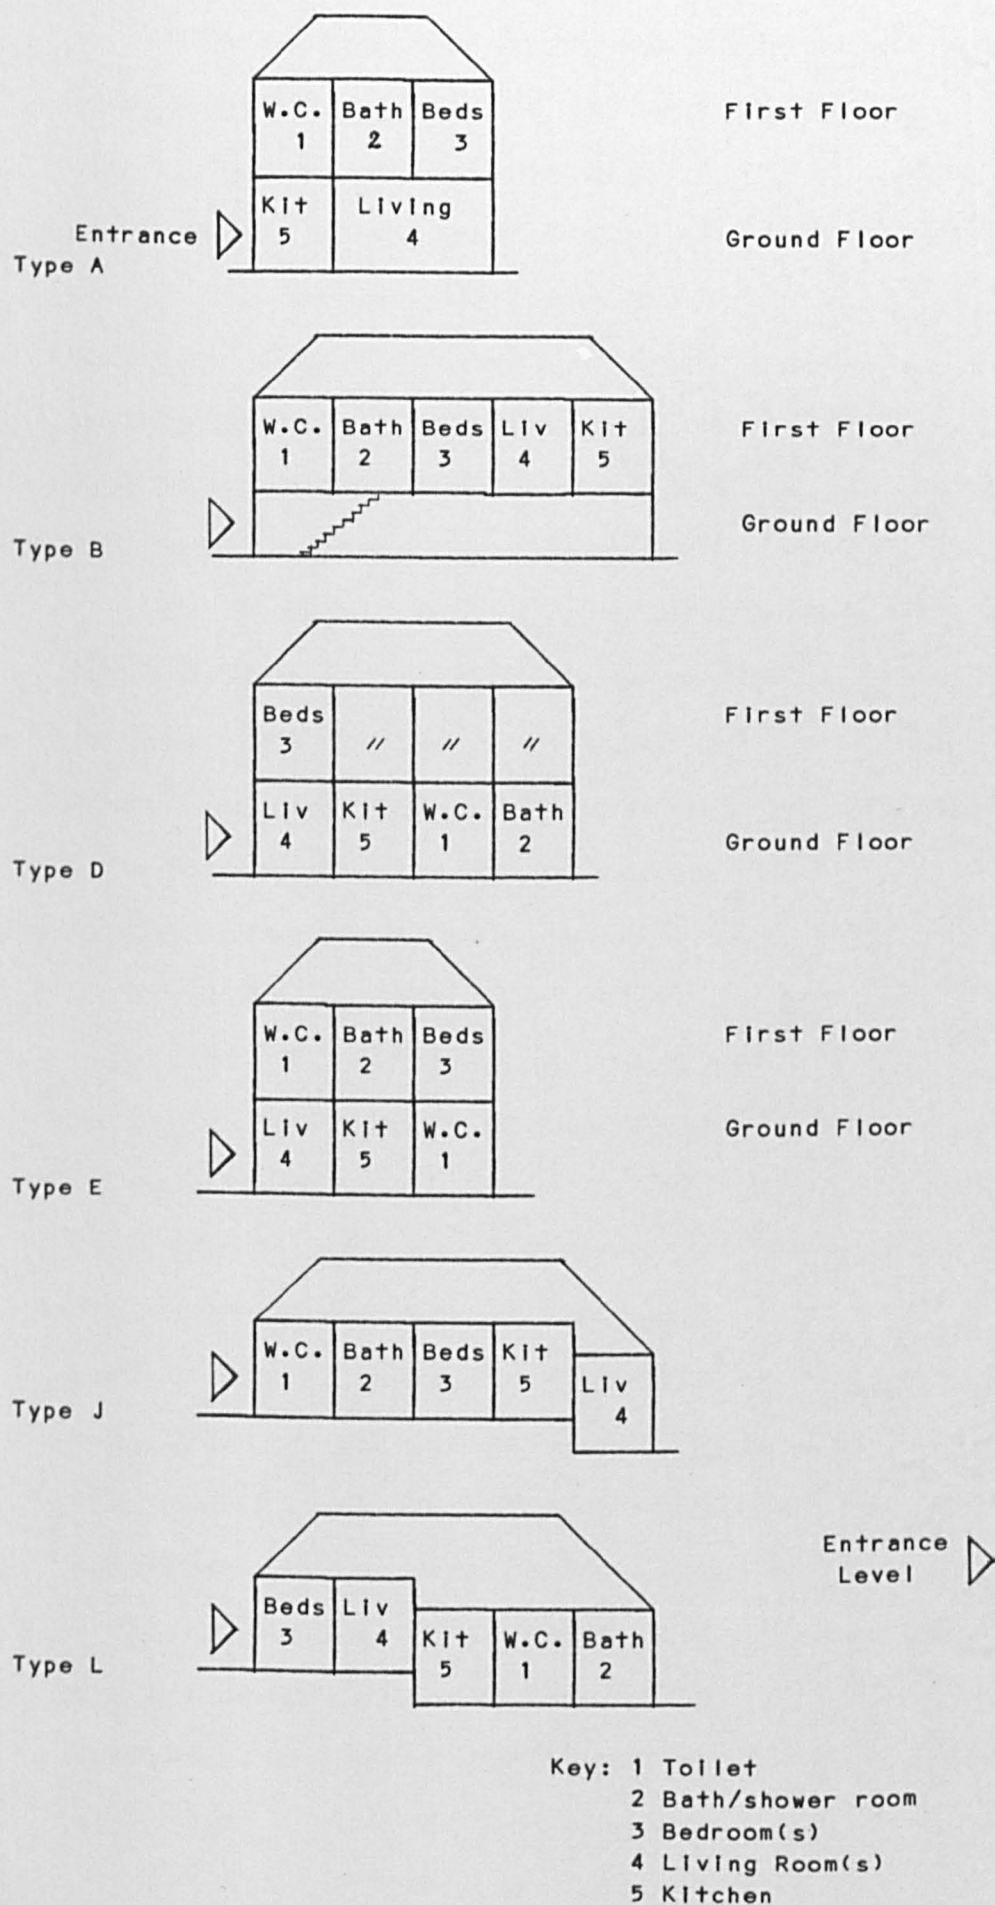 W.C. Bath Beds First Floor
1 2 3
Kit Living
Entrance 5 4 Ground Floor
Type A
W.C. Bath Beds Liv Kit First Floor
1 2 3 4 5
Ground Floor
Type B
Beds First Floor
3 // // //
Liv Kit W.C. Bath
4 5 1 2 Ground Floor
Type D
W.C. Bath Beds First Floor
1 2 3
Liv Kit W.C. Ground Floor
4 5 1
Type E
W.C. Bath Beds Kit
1 2 3 5 Liv
Type J 4
Entrance
Level
Beds Liv
3 4 Kit W.C. Bath
Type L 5 1 2
Key: 1 Toilet
2 Bath/shower room
3 Bedroom(s)
4 Living Room(s)
5 Kitchen